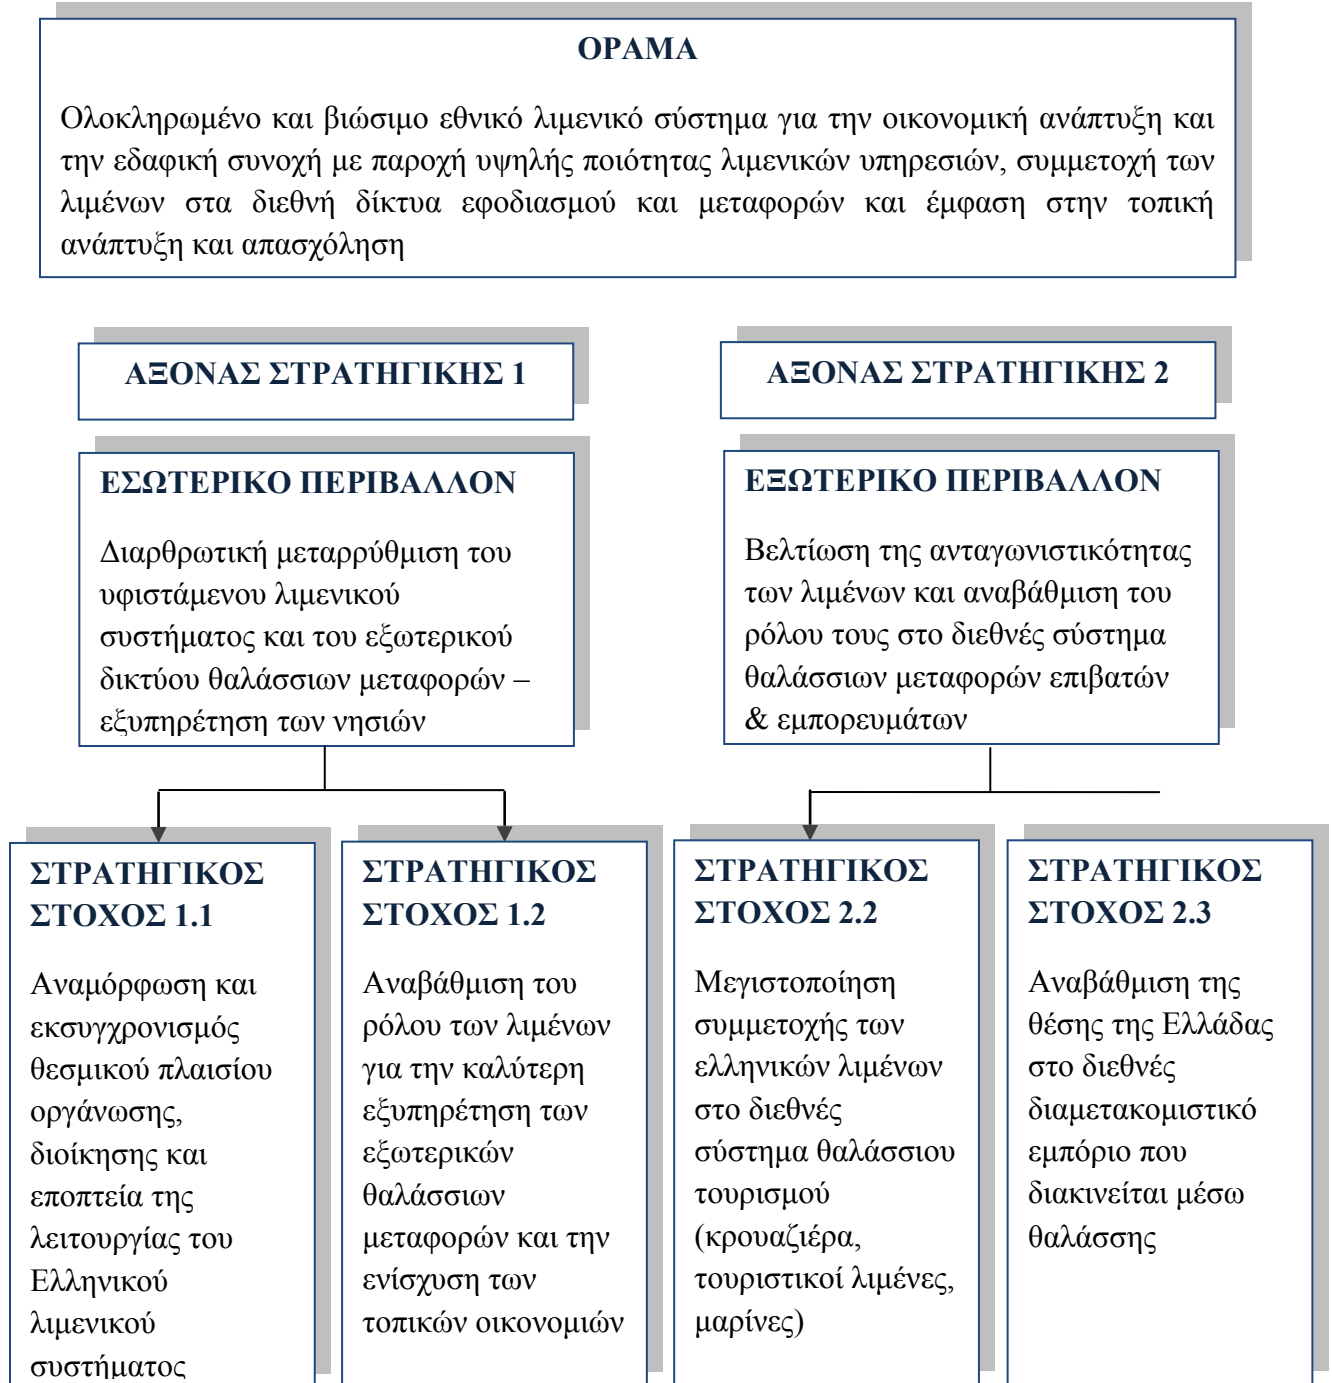 ΟΡΑΜΑ
Ολοκληρωμένο και βιώσιμο εθνικό λιμενικό σύστημα για την οικονομική ανάπτυξη και
την εδαφική συνοχή με παροχή υψηλής ποιότητας λιμενικών υπηρεσιών, συμμετοχή των
λιμένων στα διεθνή δίκτυα εφοδιασμού και μεταφορών και έμφαση στην τοπική
ανάπτυξη και απασχόληση
ΑΞΟΝΑΣ ΣΤΡΑΤΗΓΙΚΗΣ 1
ΕΣΩΤΕΡΙΚΟ ΠΕΡΙΒΑΛΛΟΝ
Διαρθρωτική μεταρρύθμιση του
υφιστάμενου λιμενικού
συστήματος και του εξωτερικού
δικτύου θαλάσσιων μεταφορών –
εξυπηρέτηση των νησιών
ΑΞΟΝΑΣ ΣΤΡΑΤΗΓΙΚΗΣ 2
ΕΞΩΤΕΡΙΚΟ ΠΕΡΙΒΑΛΛΟΝ
Βελτίωση της ανταγωνιστικότητας
των λιμένων και αναβάθμιση του
ρόλου τους στο διεθνές σύστημα
θαλάσσιων μεταφορών επιβατών
& εμπορευμάτων
ΣΤΡΑΤΗΓΙΚΟΣ
ΣΤΟΧΟΣ 1.1
Αναμόρφωση και
εκσυγχρονισμός
θεσμικού πλαισίου
οργάνωσης,
διοίκησης και
εποπτεία της
λειτουργίας του
Ελληνικού
λιμενικού
συστήματος
ΣΤΡΑΤΗΓΙΚΟΣ
ΣΤΟΧΟΣ 1.2
Αναβάθμιση του
ρόλου των λιμένων
για την καλύτερη
εξυπηρέτηση των
εξωτερικών
θαλάσσιων
μεταφορών και την
ενίσχυση των
τοπικών οικονομιών
ΣΤΡΑΤΗΓΙΚΟΣ
ΣΤΟΧΟΣ 2.2
Μεγιστοποίηση
συμμετοχής των
ελληνικών λιμένων
στο διεθνές
σύστημα θαλάσσιου
τουρισμού
(κρουαζιέρα,
τουριστικοί λιμένες,
μαρίνες)
ΣΤΡΑΤΗΓΙΚΟΣ
ΣΤΟΧΟΣ 2.3
Αναβάθμιση της
θέσης της Ελλάδας
στο διεθνές
διαμετακομιστικό
εμπόριο που
διακινείται μέσω
θαλάσσης